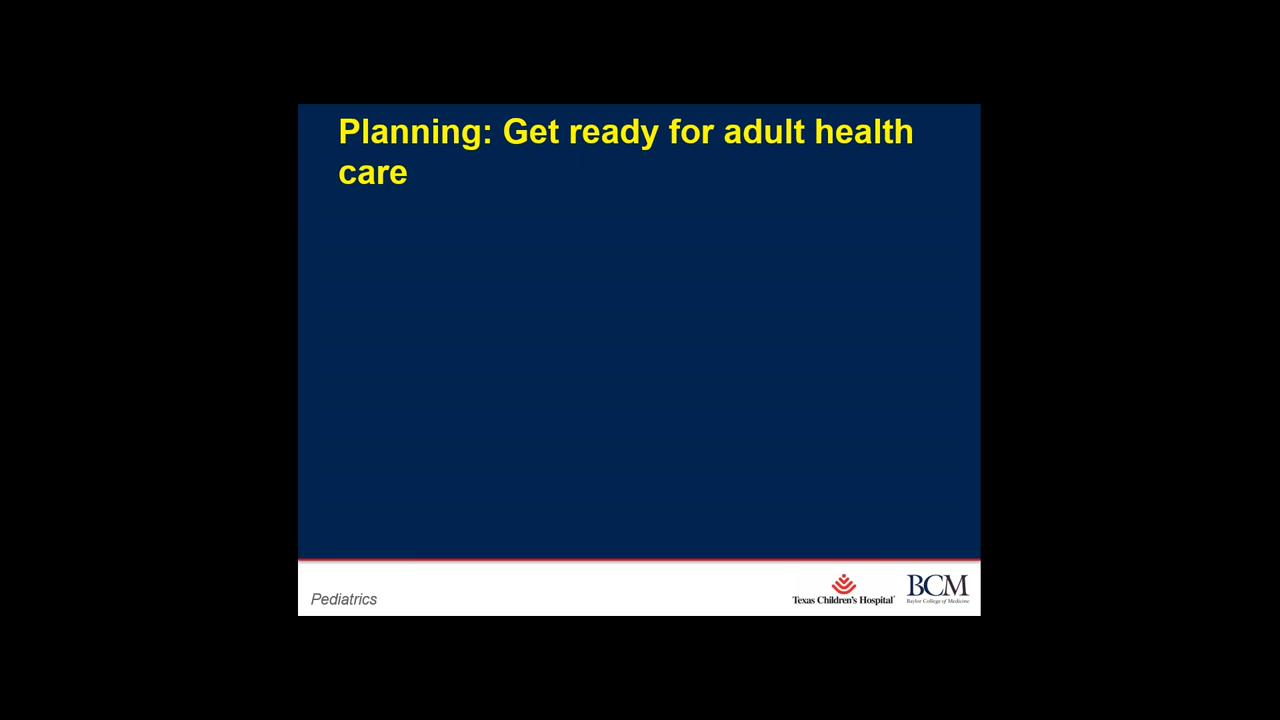 Planning: Get ready for adult health
care
Pediatrics
Texas Children's Hospital
BCM
Baylor College of Medicine